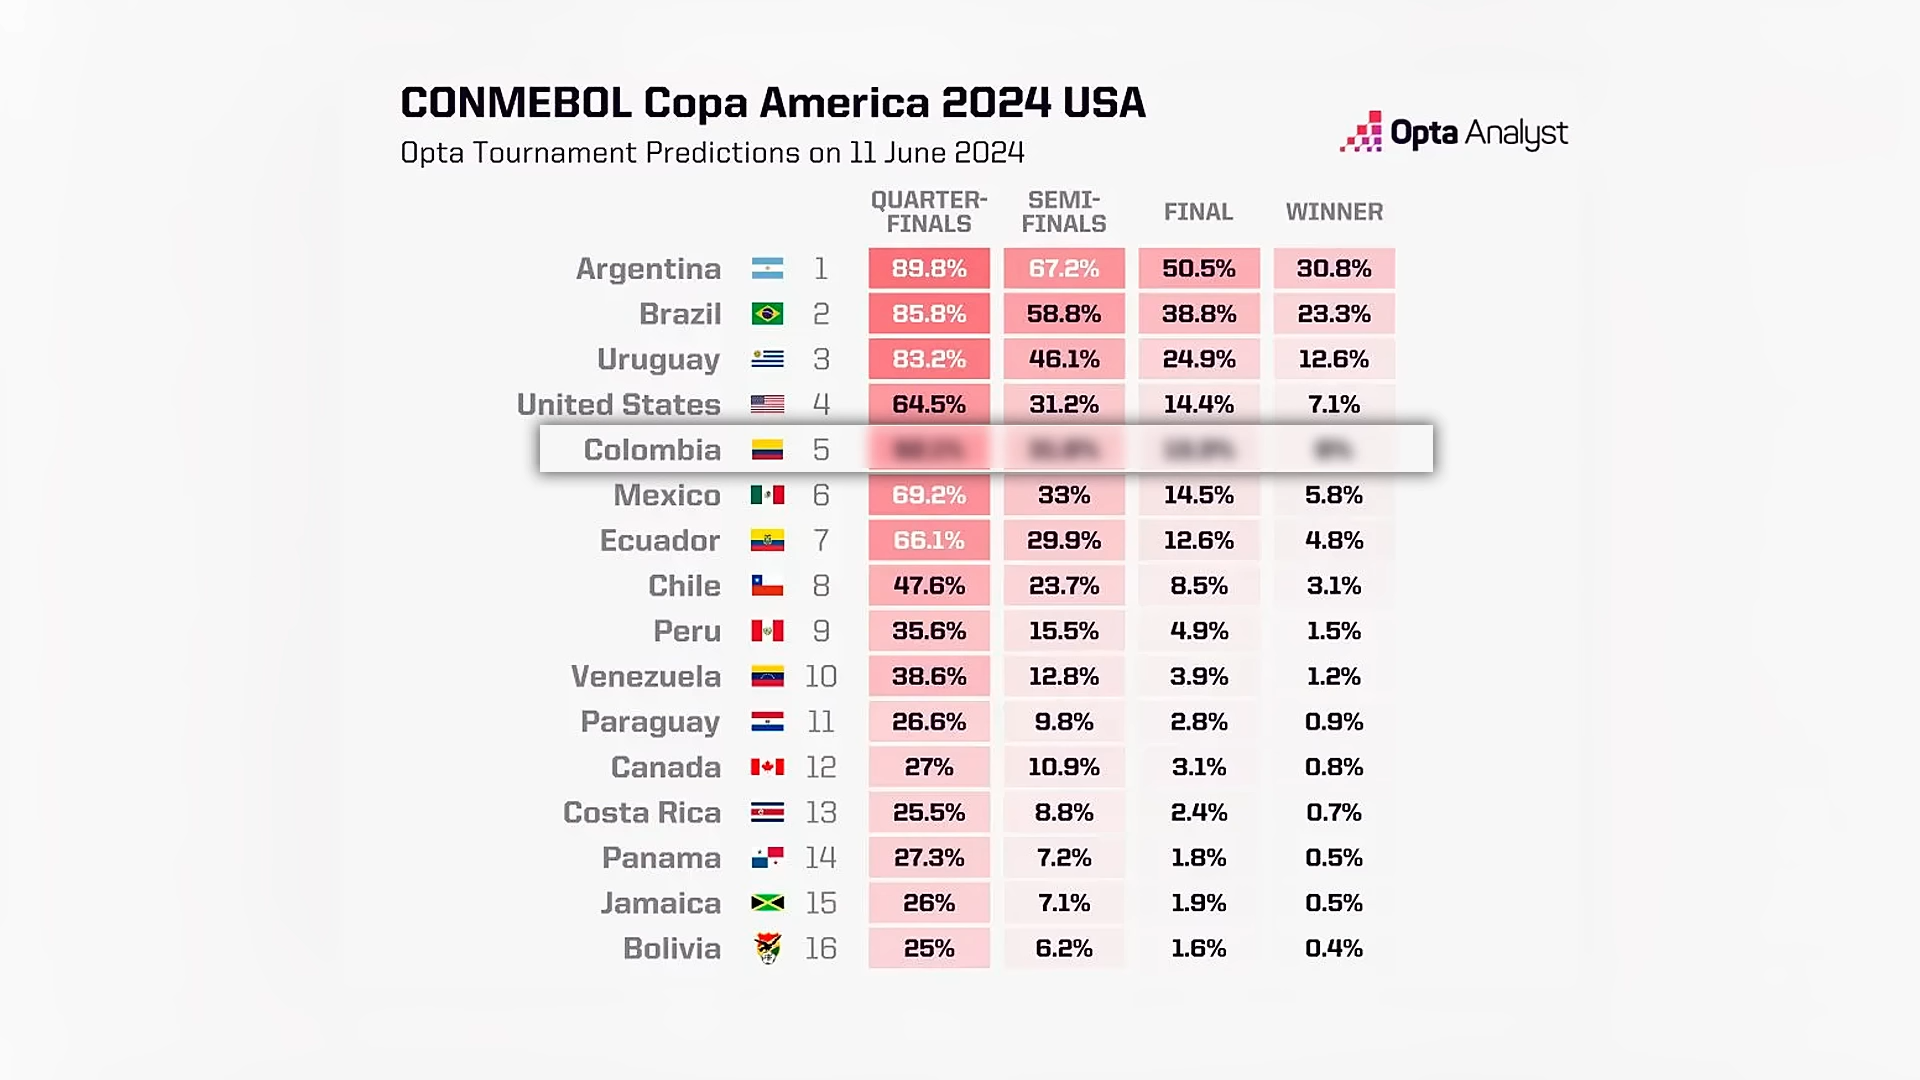 CONMEBOL Copa America 2024 USA
Opta Tournament Predictions on 11 June 2024
Opta Analyst
QUARTER-FINALS SEMI-FINALS FINAL WINNER
Argentina 1 89.8% 67.2% 50.5% 30.8%
Brazil 2 85.8% 58.8% 38.8% 23.3%
Uruguay 3 83.2% 46.1% 24.9% 12.6%
United States 4 64.5% 31.2% 14.4% 7.1%
Colombia 5
Mexico 6 69.2% 33% 14.5% 5.8%
Ecuador 7 66.1% 29.9% 12.6% 4.8%
Chile 8 47.6% 23.7% 8.5% 3.1%
Peru 9 35.6% 15.5% 4.9% 1.5%
Venezuela 10 38.6% 12.8% 3.9% 1.2%
Paraguay 11 26.6% 9.8% 2.8% 0.9%
Canada 12 27% 10.9% 3.1% 0.8%
Costa Rica 13 25.5% 8.8% 2.4% 0.7%
Panama 14 27.3% 7.2% 1.8% 0.5%
Jamaica 15 26% 7.1% 1.9% 0.5%
Bolivia 16 25% 6.2% 1.6% 0.4%